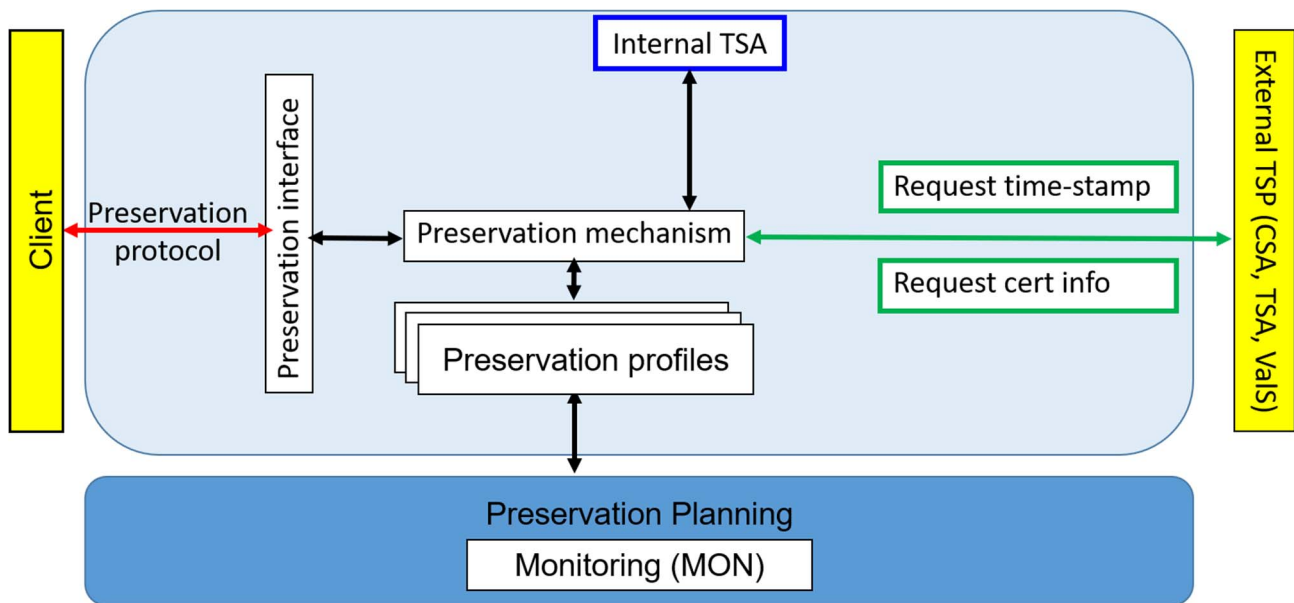 Internal TSA
Client
Preservation
protocol
Preservation interface
Preservation mechanism
Request time-stamp
Request cert info
External TSP (CSA, TSA, ValS)
Preservation profiles
Preservation Planning
Monitoring (MON)